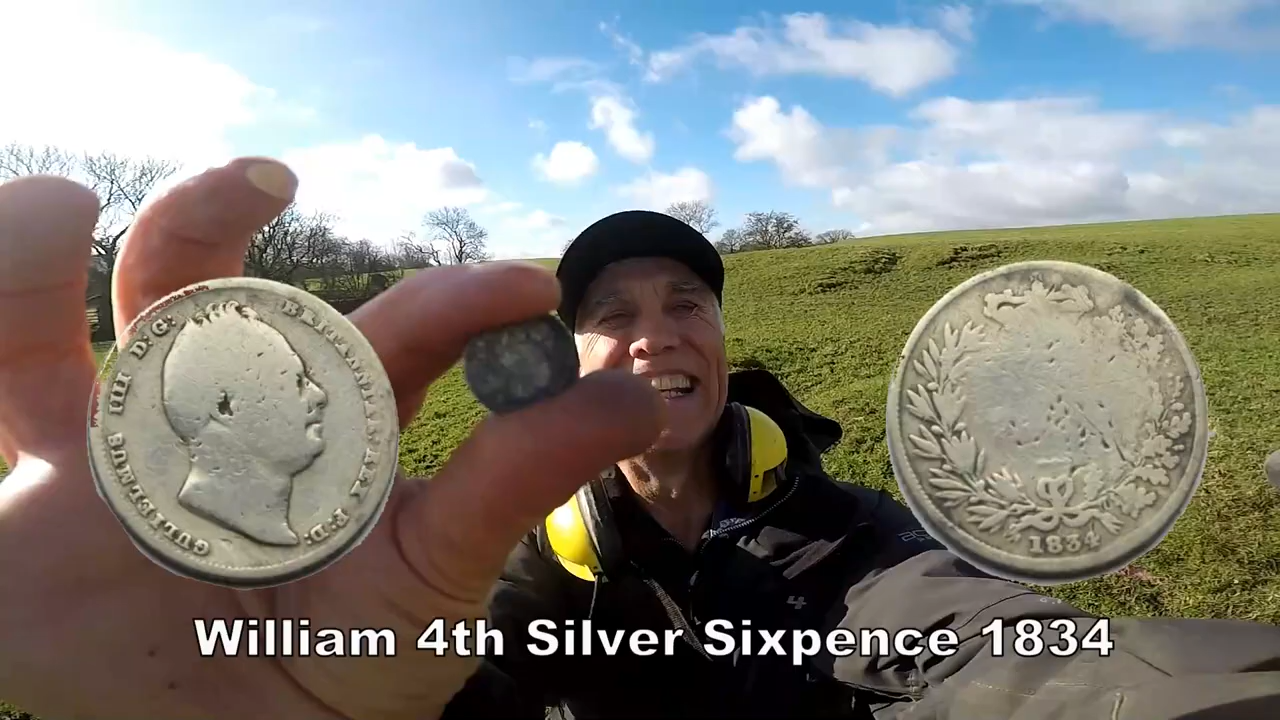 GULIELMUS IIII D: G: BRITANNIAR: REX F: D:
1834
William 4th Silver Sixpence 1834